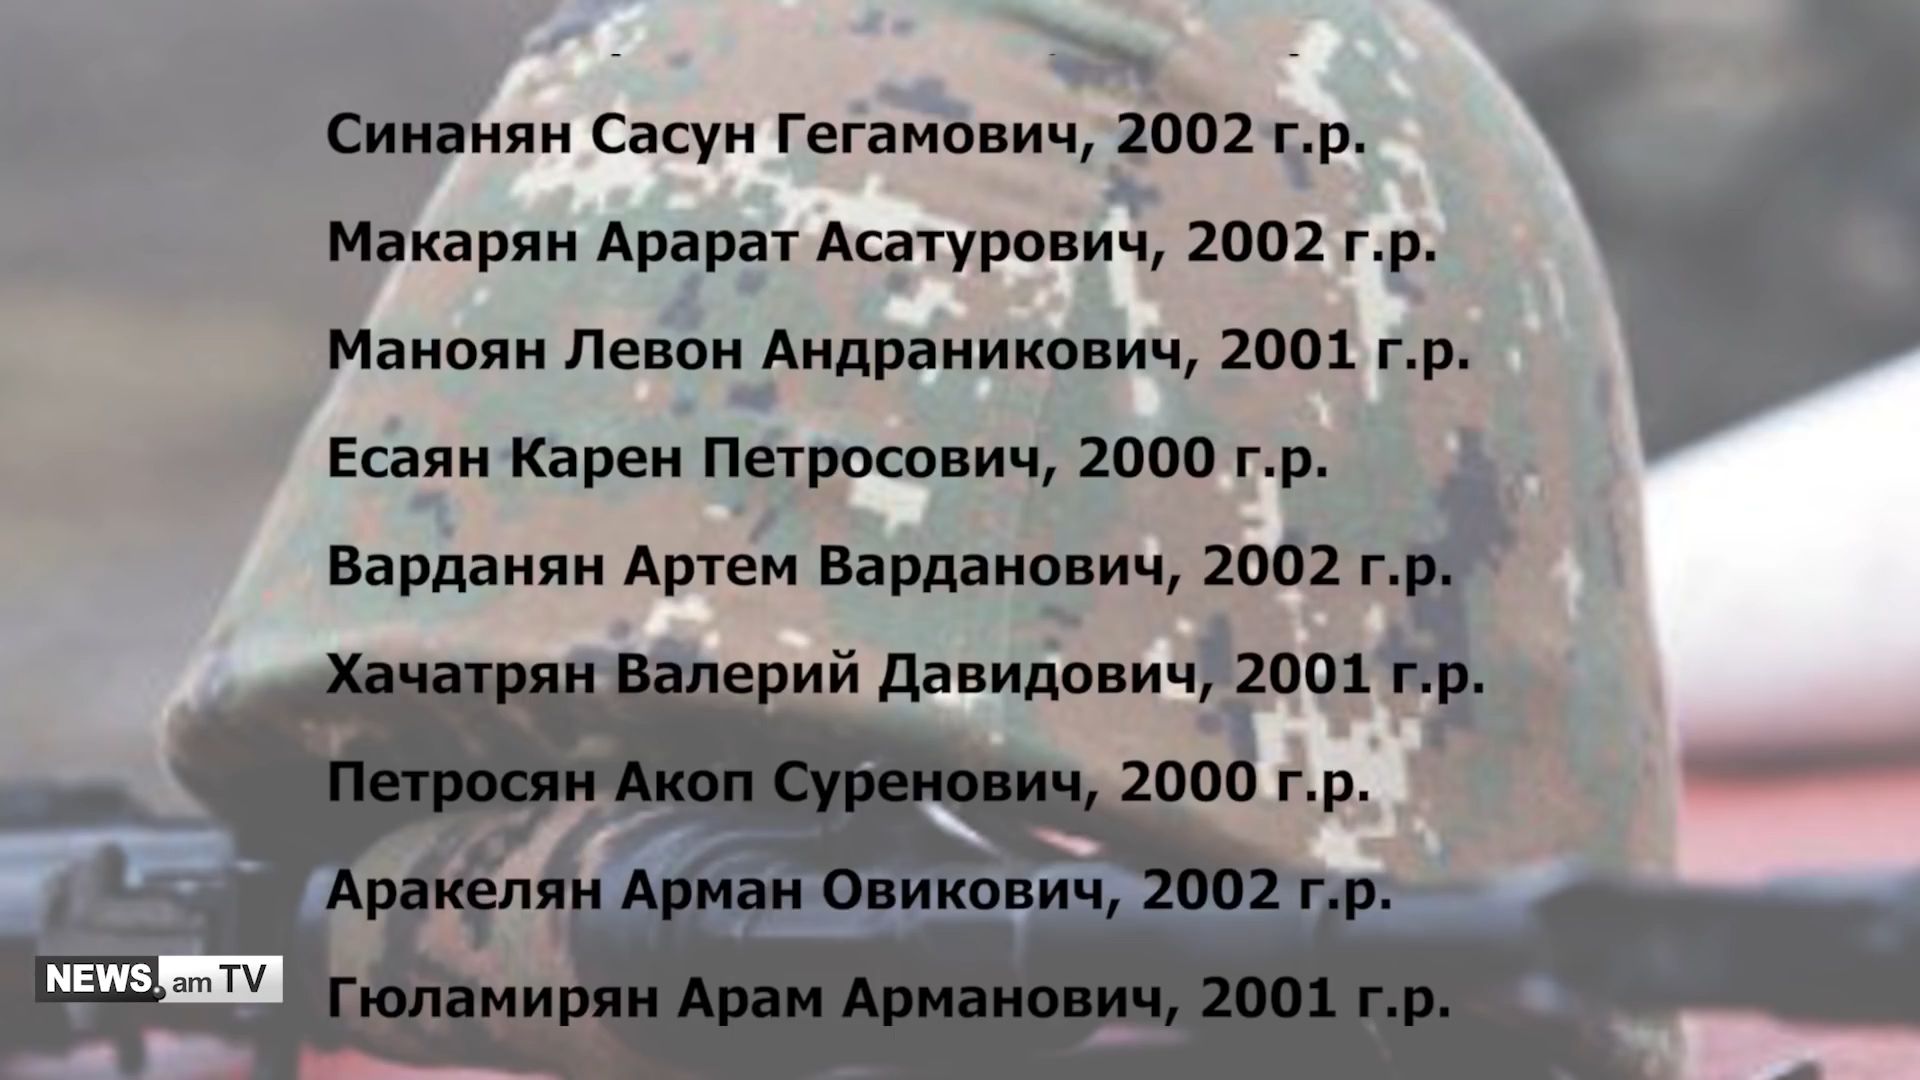 Синанян Сасун Гегамович, 2002 г.р.
Макарян Арарат Асатурович, 2002 г.р.
Маноян Левон Андраникович, 2001 г.р.
Есаян Карен Петросович, 2000 г.р.
Варданян Артем Варданович, 2002 г.р.
Хачатрян Валерий Давидович, 2001 г.р.
Петросян Акоп Суренович, 2000 г.р.
Аракелян Арман Овикович, 2002 г.р.
Гюламирян Арам Арманович, 2001 г.р.
NEWS.am TV